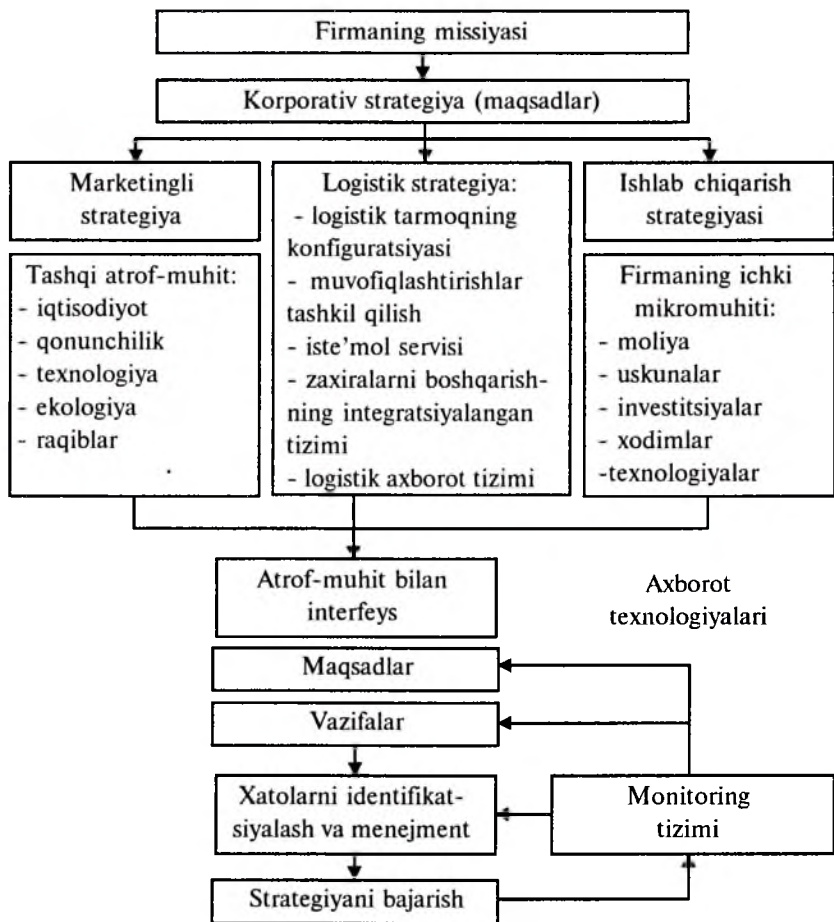 Firmaning missiyasi
Korporativ strategiya (maqsadlar)
Marketingli
strategiya
Tashqi atrof-muhit:
- iqtisodiyot
- qonunchilik
- texnologiya
- ekologiya
- raqiblar
Logistik strategiya:
- logistik tarmoqning
konfiguratsiyasi
- muvofiqlashtirishlar
tashkil qilish
- iste'mol servisi
- zaxiralarni boshqarish-
ning integratsiyalangan
tizimi
- logistik axborot tizimi
Ishlab chiqarish
strategiyasi
Firmaning ichki
mikromuhiti:
- moliya
- uskunalar
- investitsiyalar
- xodimlar
-texnologiyalar
Atrof-muhit bilan
interfeys
Axborot
texnologiyalari
Maqsadlar
Vazifalar
Xatolarni identifikat-
siyalash va menejment
Monitoring
tizimi
Strategiyani bajarish